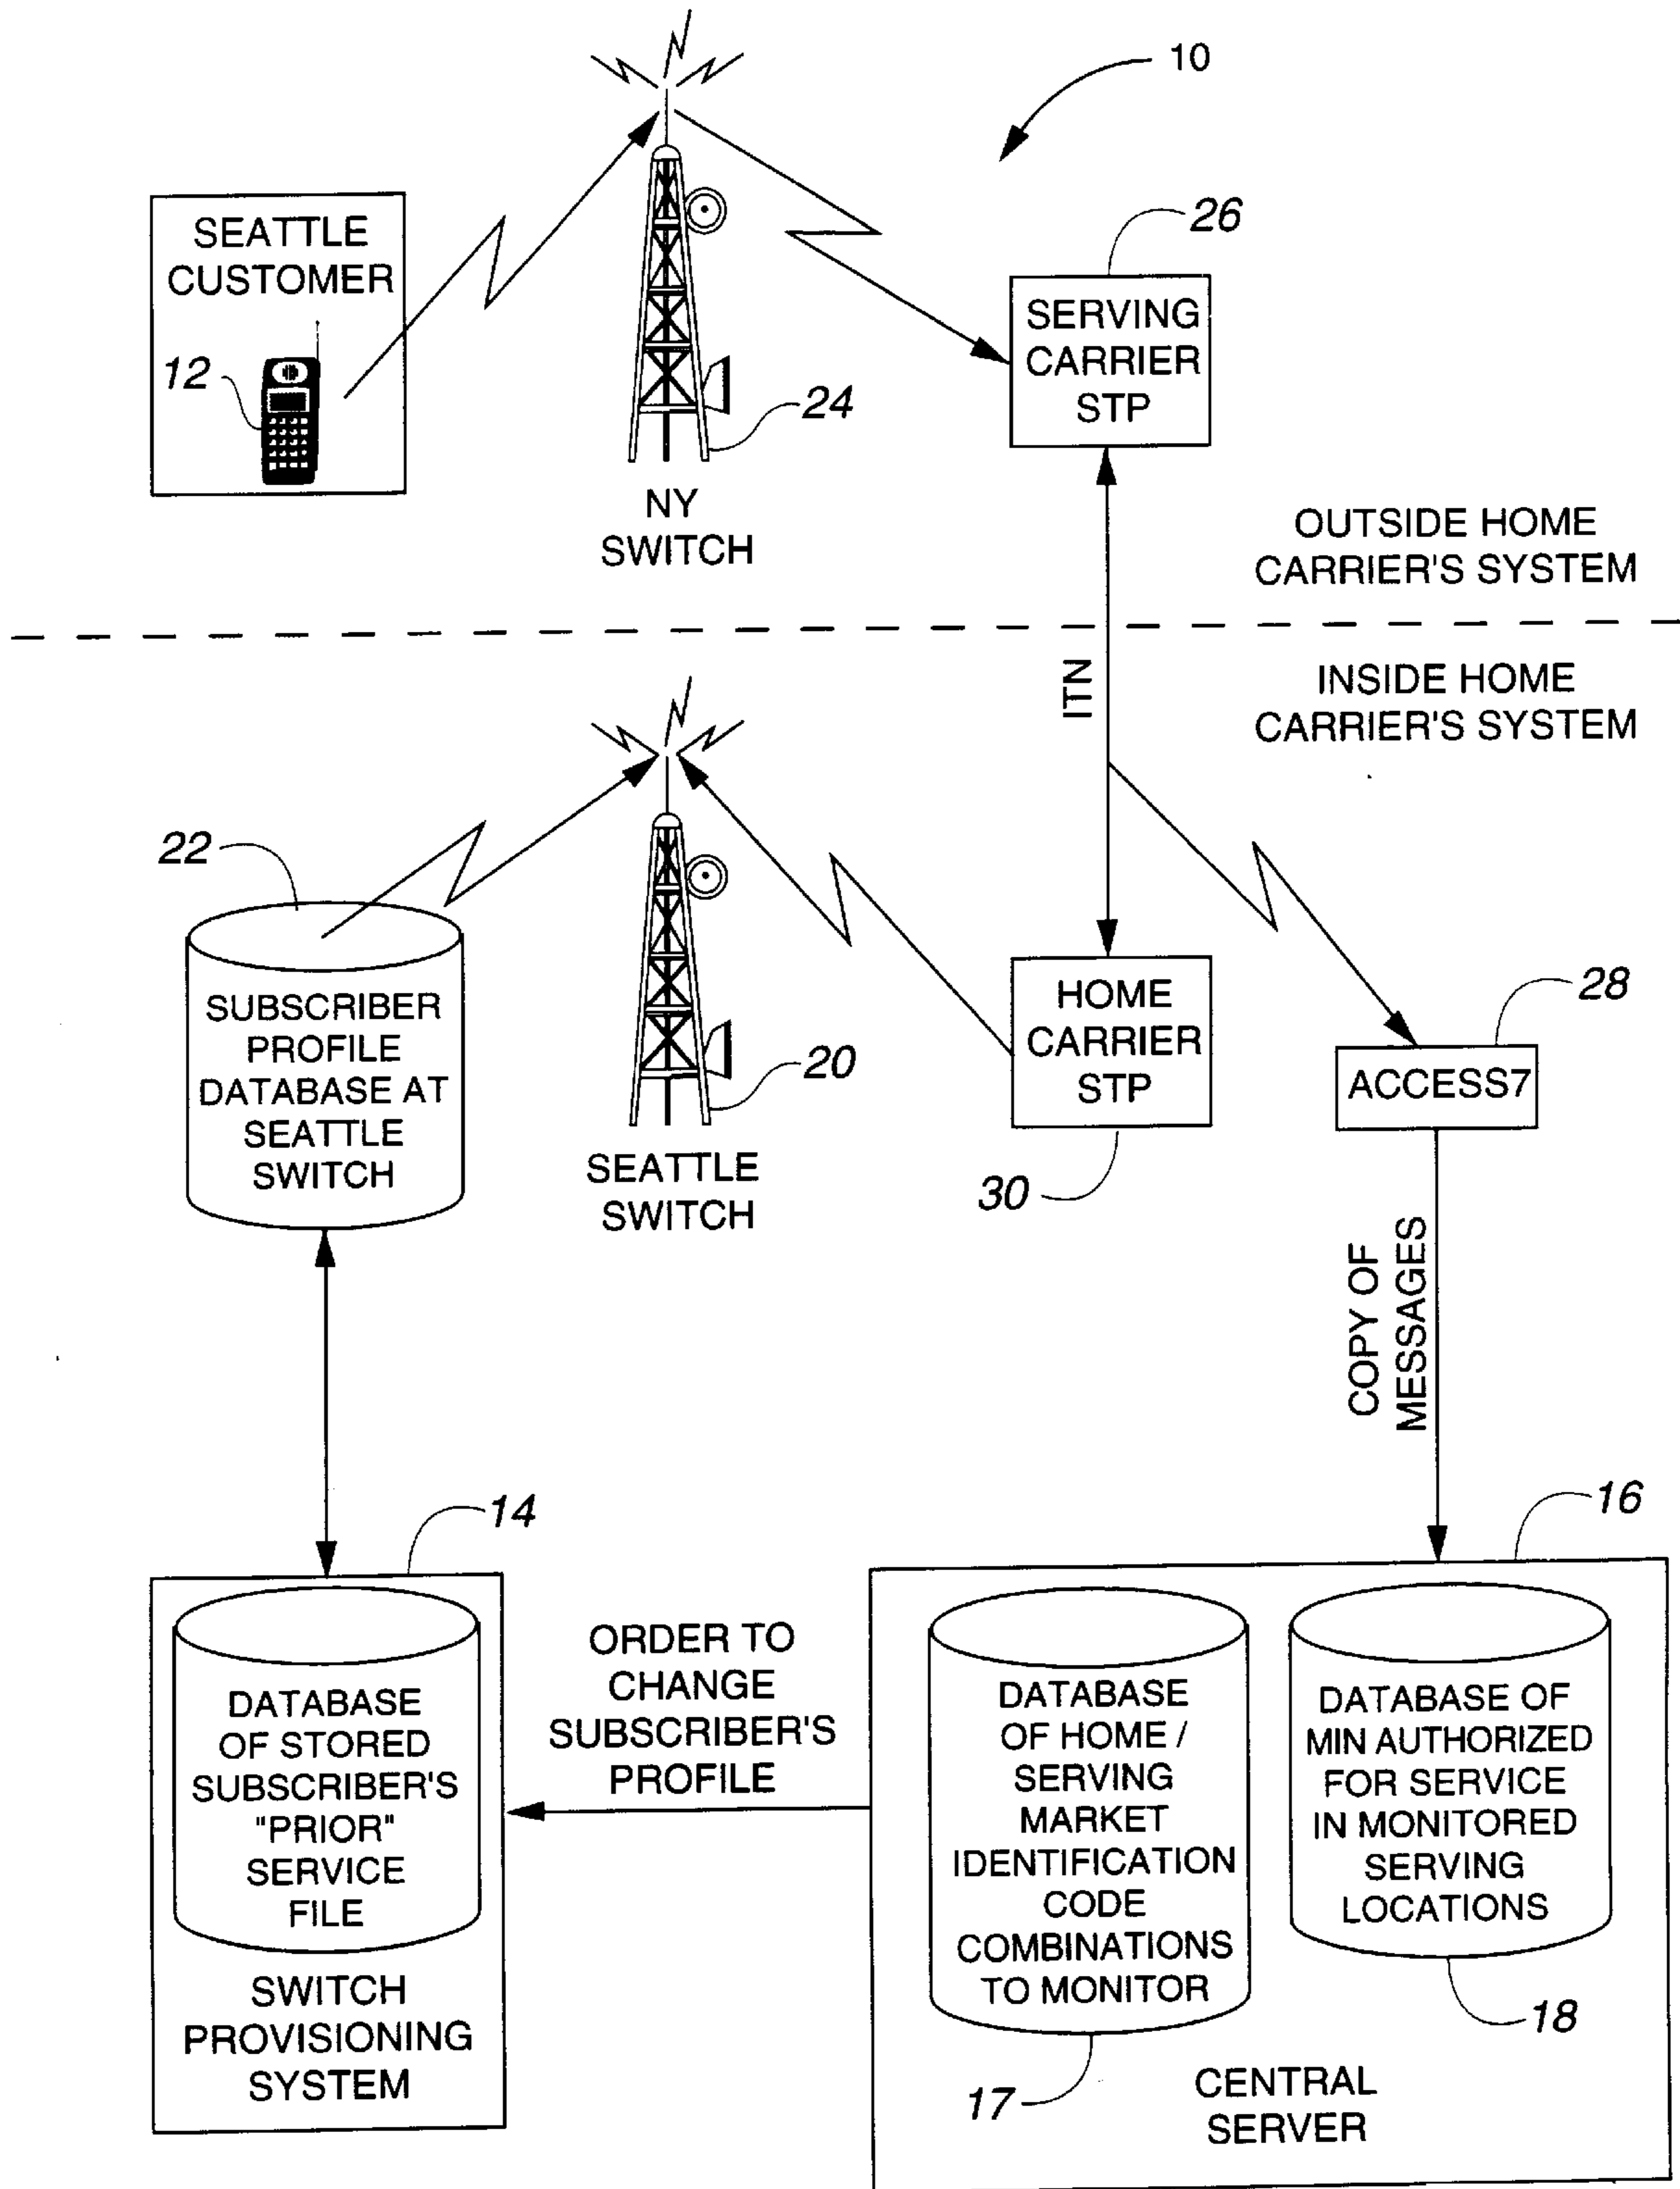 10
SEATTLE
CUSTOMER
12
24
NY
SWITCH
26
SERVING
CARRIER
STP
OUTSIDE HOME
CARRIER'S SYSTEM
ITN
INSIDE HOME
CARRIER'S SYSTEM
22
SUBSCRIBER
PROFILE
DATABASE AT
SEATTLE
SWITCH
20
SEATTLE
SWITCH
HOME
CARRIER
STP
30
28
ACCESS7
COPY OF
MESSAGES
14
DATABASE
OF STORED
SUBSCRIBER'S
"PRIOR"
SERVICE
FILE
SWITCH
PROVISIONING
SYSTEM
ORDER TO
CHANGE
SUBSCRIBER'S
PROFILE
16
DATABASE
OF HOME /
SERVING
MARKET
IDENTIFICATION
CODE
COMBINATIONS
TO MONITOR
17
DATABASE OF
MIN AUTHORIZED
FOR SERVICE
IN MONITORED
SERVING
LOCATIONS
18
CENTRAL
SERVER